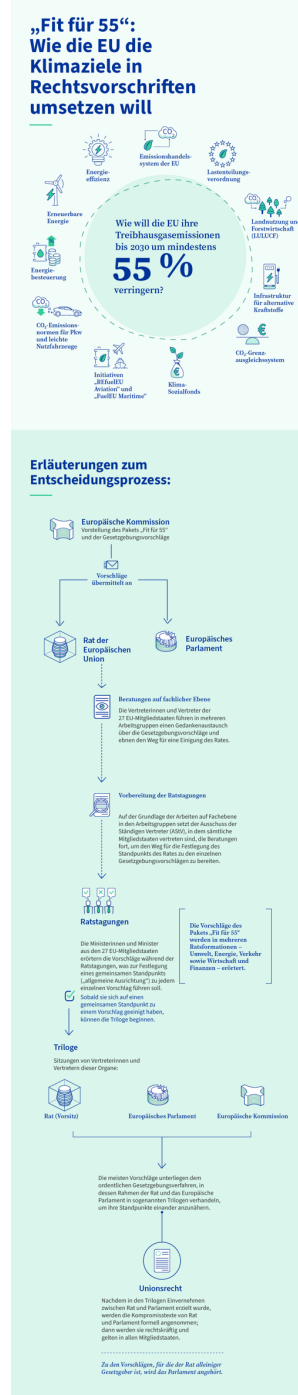 „Fit für 55“:
Wie die EU die
Klimaziele in
Rechtsvorschriften
umsetzen will
CO₂
Emissionshandels-
system der EU
Energie-
effizienz
Lastenteilungs-
verordnung
Erneuerbare
Energie
CO₂
Landnutzung und
Forstwirtschaft
(LULUCF)
Wie will die EU ihre
Treibhausgasemissionen
bis 2030 um mindestens
55 %
verringern?
Energie-
besteuerung
Infrastruktur
für alternative
Kraftstoffe
CO₂
CO₂-Emissions-
normen für Pkw
und leichte
Nutzfahrzeuge
CO₂-Grenz-
ausgleichssystem
Initiativen
„REfuelEU
Aviation“ und
„FuelEU Maritime“
Klima-
Sozialfonds
Erläuterungen zum
Entscheidungsprozess:
Europäische Kommission
Vorstellung des Pakets „Fit für 55“
und der Gesetzgebungsvorschläge
Vorschläge
übermittelt an
Rat der
Europäischen
Union
Europäisches
Parlament
Beratungen auf fachlicher Ebene
Die Vertreterinnen und Vertreter der
27 EU-Mitgliedstaaten führen in mehreren
Arbeitsgruppen einen Gedankenaustausch
über die Gesetzgebungsvorschläge und
ebnen den Weg für eine Einigung des Rates.
Vorbereitung der Ratstagungen
Auf der Grundlage der Arbeiten auf Fachebene
in den Arbeitsgruppen setzt der Ausschuss der
Ständigen Vertreter (AStV), in dem sämtliche
Mitgliedstaaten vertreten sind, die Beratungen
fort, um den Weg für die Festlegung des
Standpunkts des Rates zu den einzelnen
Gesetzgebungsvorschlägen zu bereiten.
Ratstagungen
Die Ministerinnen und Minister
aus den 27 EU-Mitgliedstaaten
erörtern die Vorschläge während der
Ratstagungen, was zur Festlegung
eines gemeinsamen Standpunkts
(„allgemeine Ausrichtung“) zu jedem
einzelnen Vorschlag führen soll.
Sobald sie sich auf einen
gemeinsamen Standpunkt zu
einem Vorschlag geeinigt haben,
können die Triloge beginnen.
Die Vorschläge des
Pakets „Fit für 55“
werden in mehreren
Ratsformationen –
Umwelt, Energie, Verkehr
sowie Wirtschaft und
Finanzen – erörtert.
Triloge
Sitzungen von Vertreterinnen und
Vertretern dieser Organe:
Rat (Vorsitz)
Europäisches Parlament
Europäische Kommission
Die meisten Vorschläge unterliegen dem
ordentlichen Gesetzgebungsverfahren, in
dessen Rahmen der Rat und das Europäische
Parlament in sogenannten Trilogen verhandeln,
um ihre Standpunkte einander anzunähern.
Unionsrecht
Nachdem in den Trilogen Einvernehmen
zwischen Rat und Parlament erzielt wurde,
werden die Kompromisstexte von Rat
und Parlament formell angenommen;
dann werden sie rechtskräftig und
gelten in allen Mitgliedstaaten.
Zu den Vorschlägen, für die der Rat alleiniger
Gesetzgeber ist, wird das Parlament angehört.